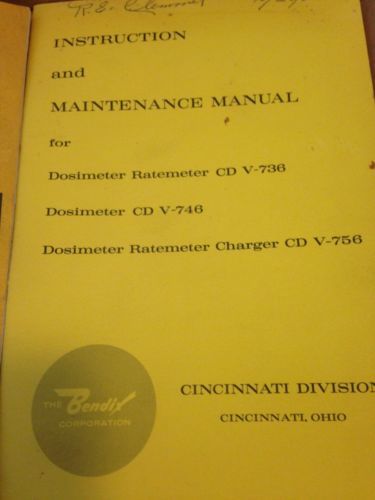 R.E. Clemmer
INSTRUCTION
and
MAINTENANCE MANUAL
for
Dosimeter Ratemeter CD V-736
Dosimeter CD V-746
Dosimeter Ratemeter Charger CD V-756
THE
Bendix
CORPORATION
CINCINNATI DIVISION
CINCINNATI, OHIO